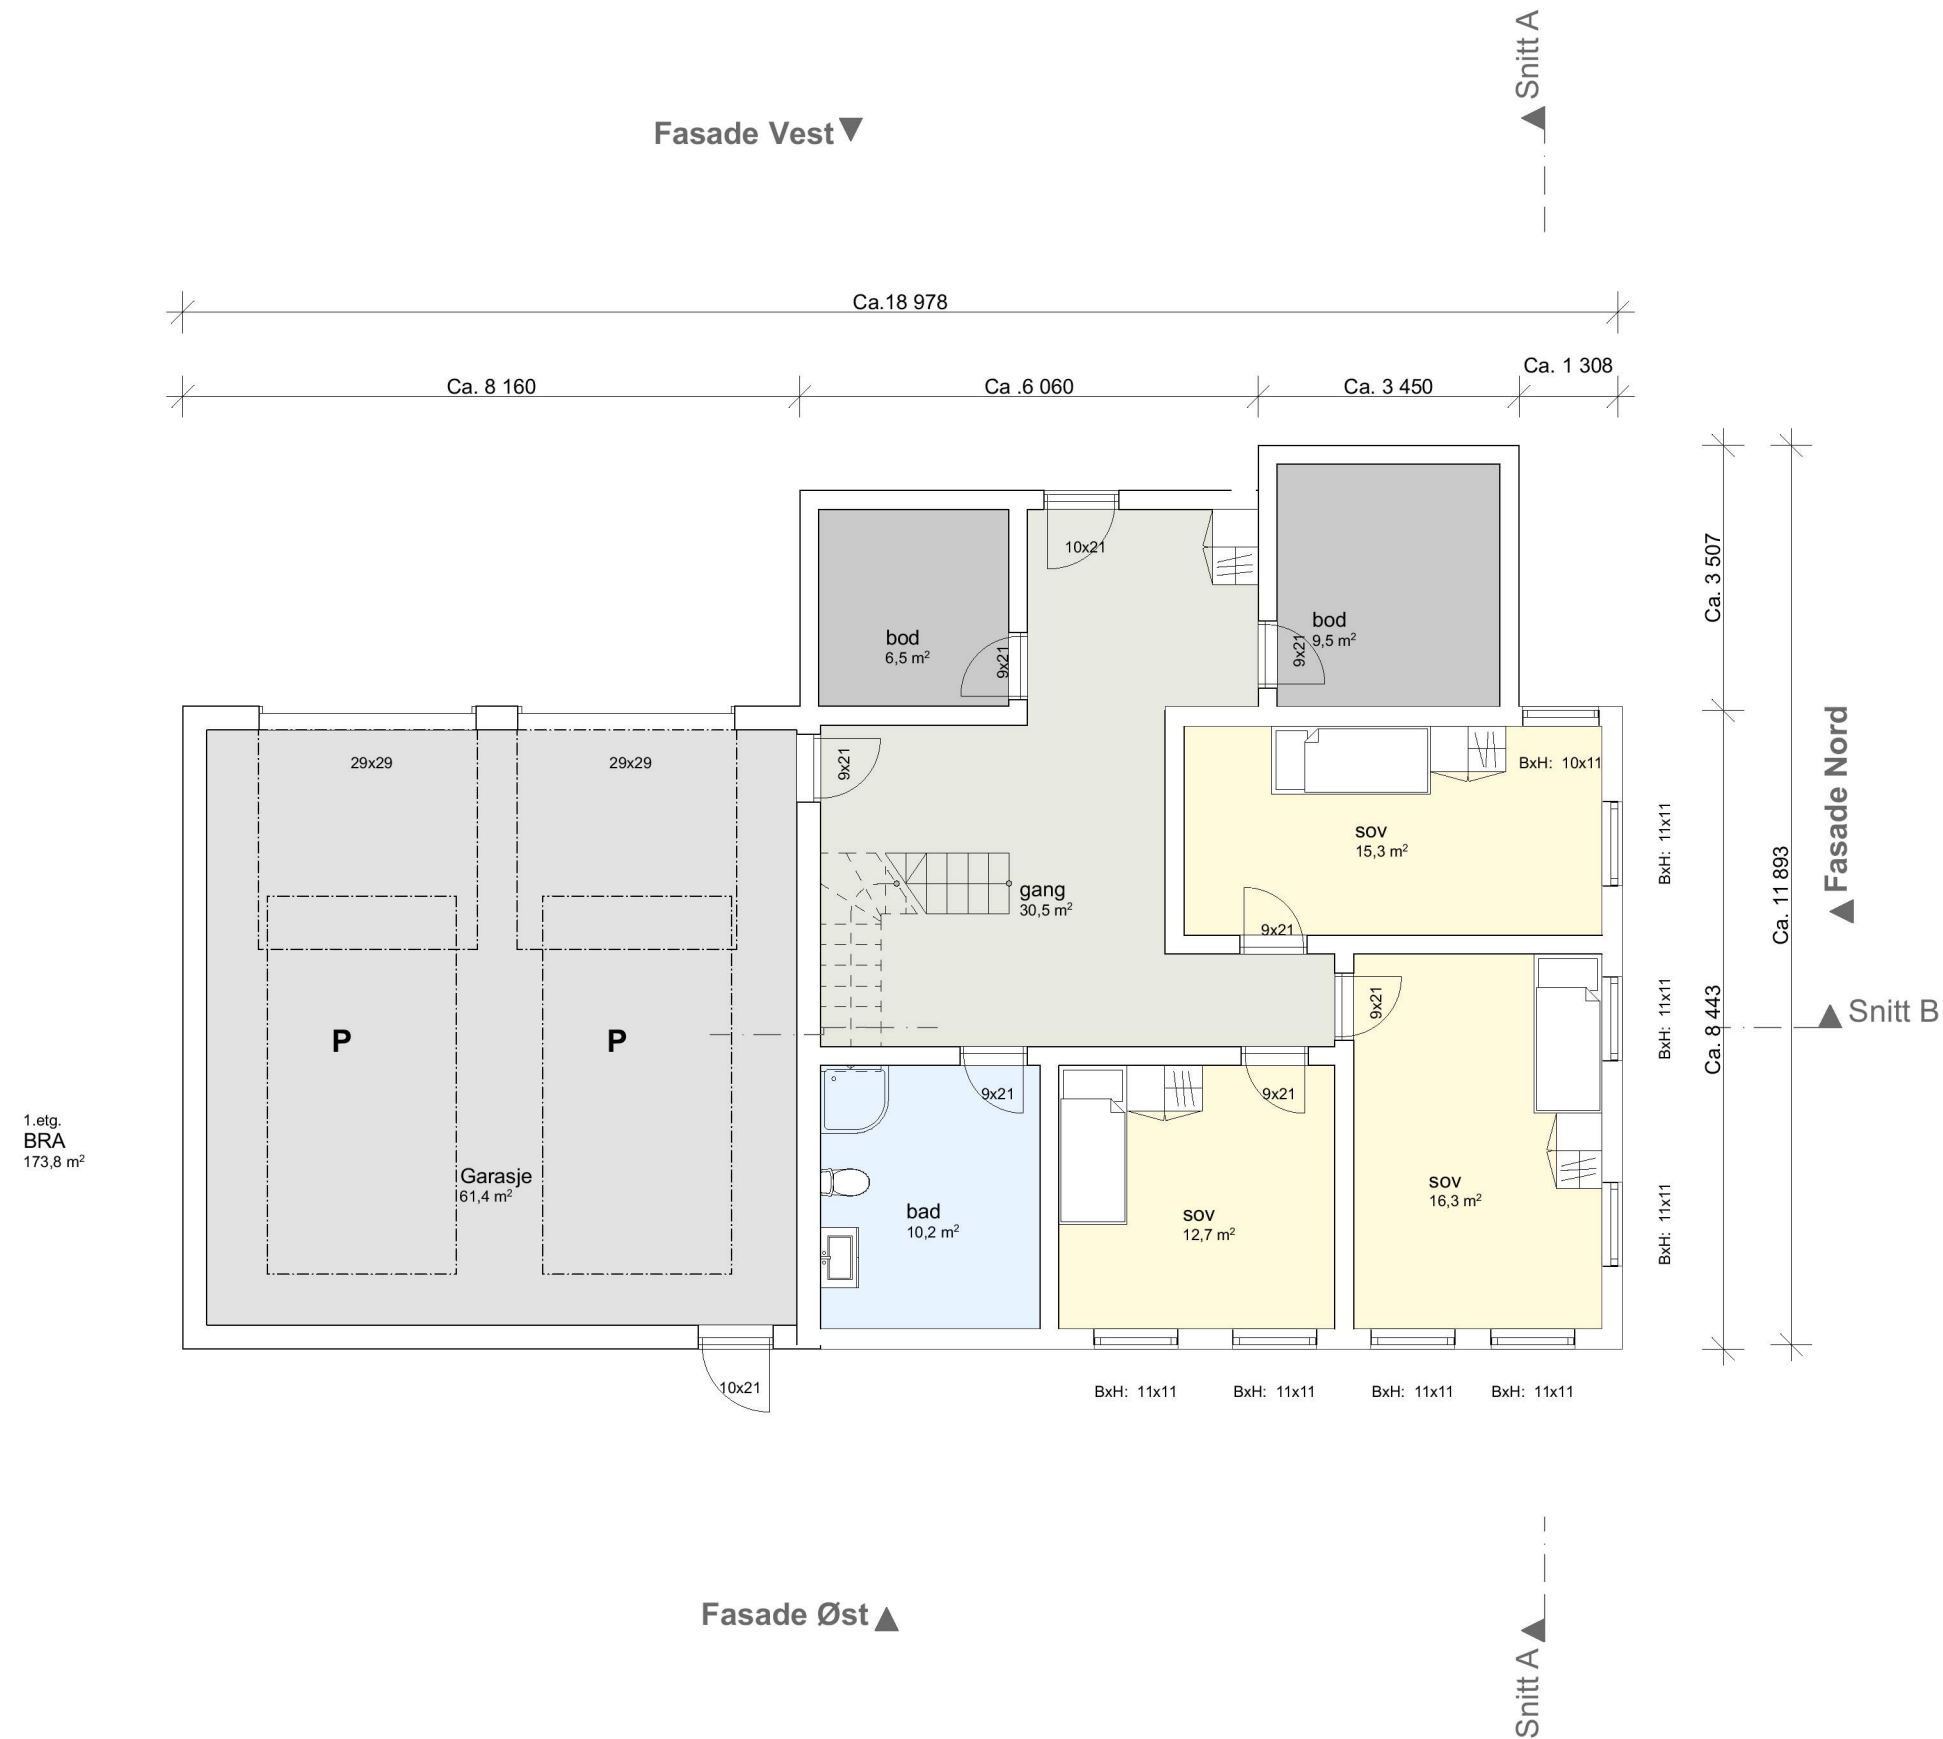 Snitt A
Fasade Vest
Ca.18 978
Ca. 1 308
Ca. 8 160
Ca .6 060
Ca. 3 450
10x21
Ca. 3 507
bod
6,5 m²
9x21
bod
9,5 m²
9x21
29x29
29x29
9x21
BxH: 10x11
sov
15,3 m²
BxH: 11x11
Fasade Nord
Ca. 11 893
gang
30,5 m²
9x21
9x21
BxH: 11x11
Ca. 8 443
Snitt B
P
P
9x21
9x21
1.etg.
BRA
173,8 m²
Garasje
61,4 m²
bad
10,2 m²
sov
12,7 m²
sov
16,3 m²
BxH: 11x11
10x21
BxH: 11x11
BxH: 11x11
BxH: 11x11
BxH: 11x11
Fasade Øst
Snitt A